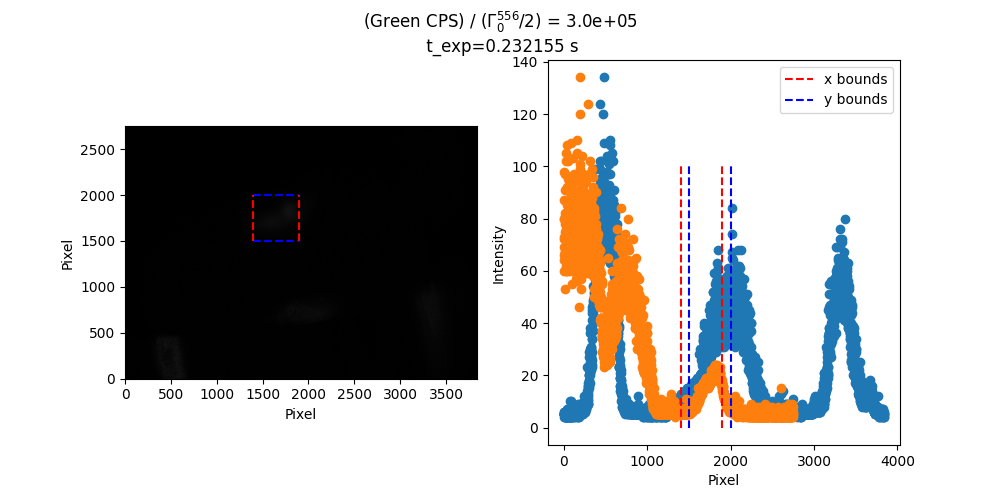 (Green CPS) / (Γ₀⁵⁵⁶/2) = 3.0e+05
t_exp=0.232155 s
2500
2000
1500
1000
500
0
0 500 1000 1500 2000 2500 3000 3500
Pixel
Pixel
140
120
100
80
60
40
20
0
0 1000 2000 3000 4000
Pixel
Intensity
x bounds
y bounds